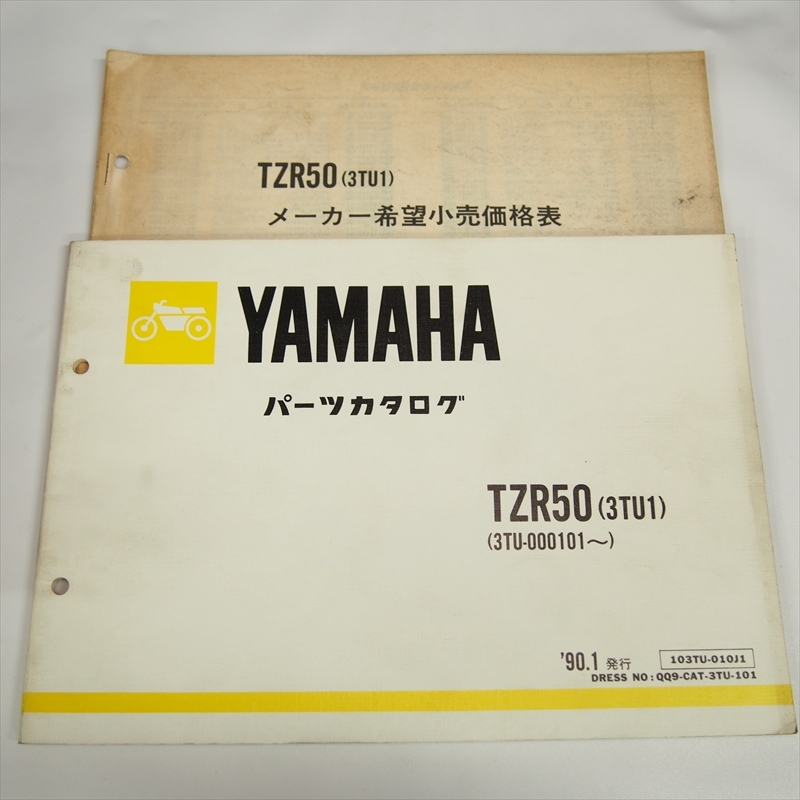 TZR50 (3TU1)
メーカー希望小売価格表
YAMAHA
パーツカタログ
TZR50 (3TU1)
(3TU-000101〜)
'90.1 発行
103TU-010J1
DRESS NO : QQ9-CAT-3TU-101